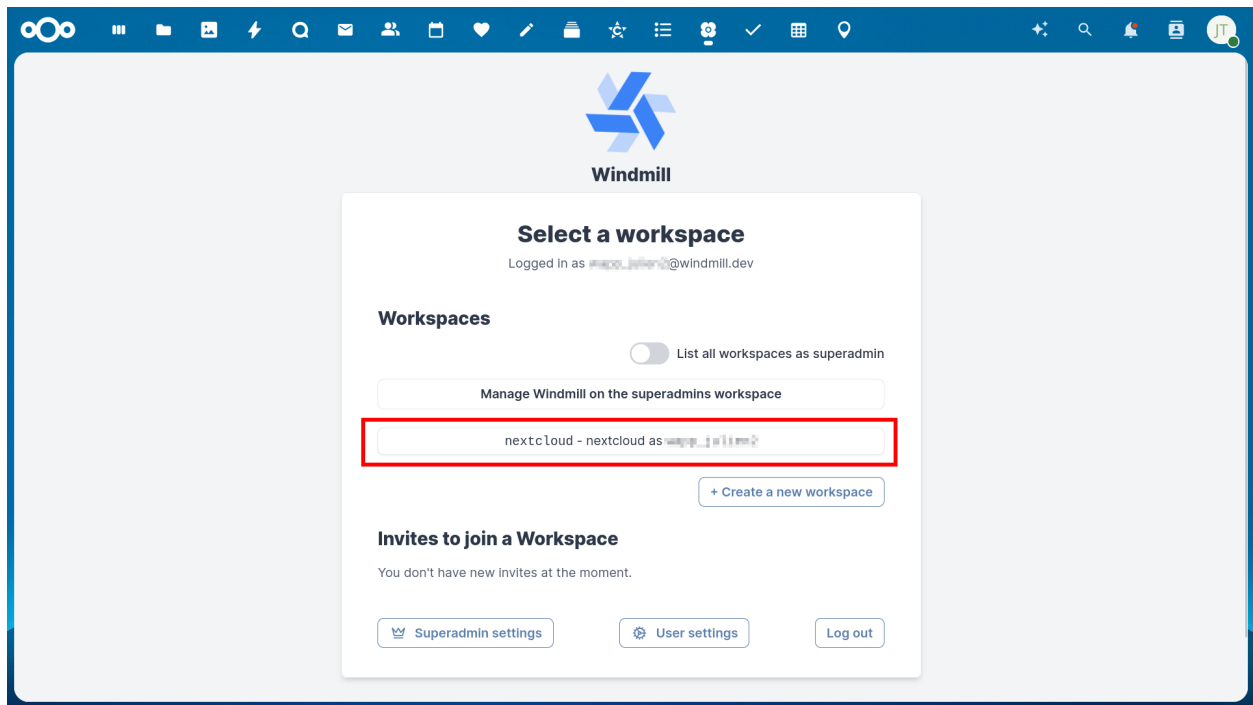 JT
Windmill
Select a workspace
Logged in as @windmill.dev
Workspaces
List all workspaces as superadmin
Manage Windmill on the superadmins workspace
nextcloud - nextcloud as
+ Create a new workspace
Invites to join a Workspace
You don't have new invites at the moment.
Superadmin settings
User settings
Log out